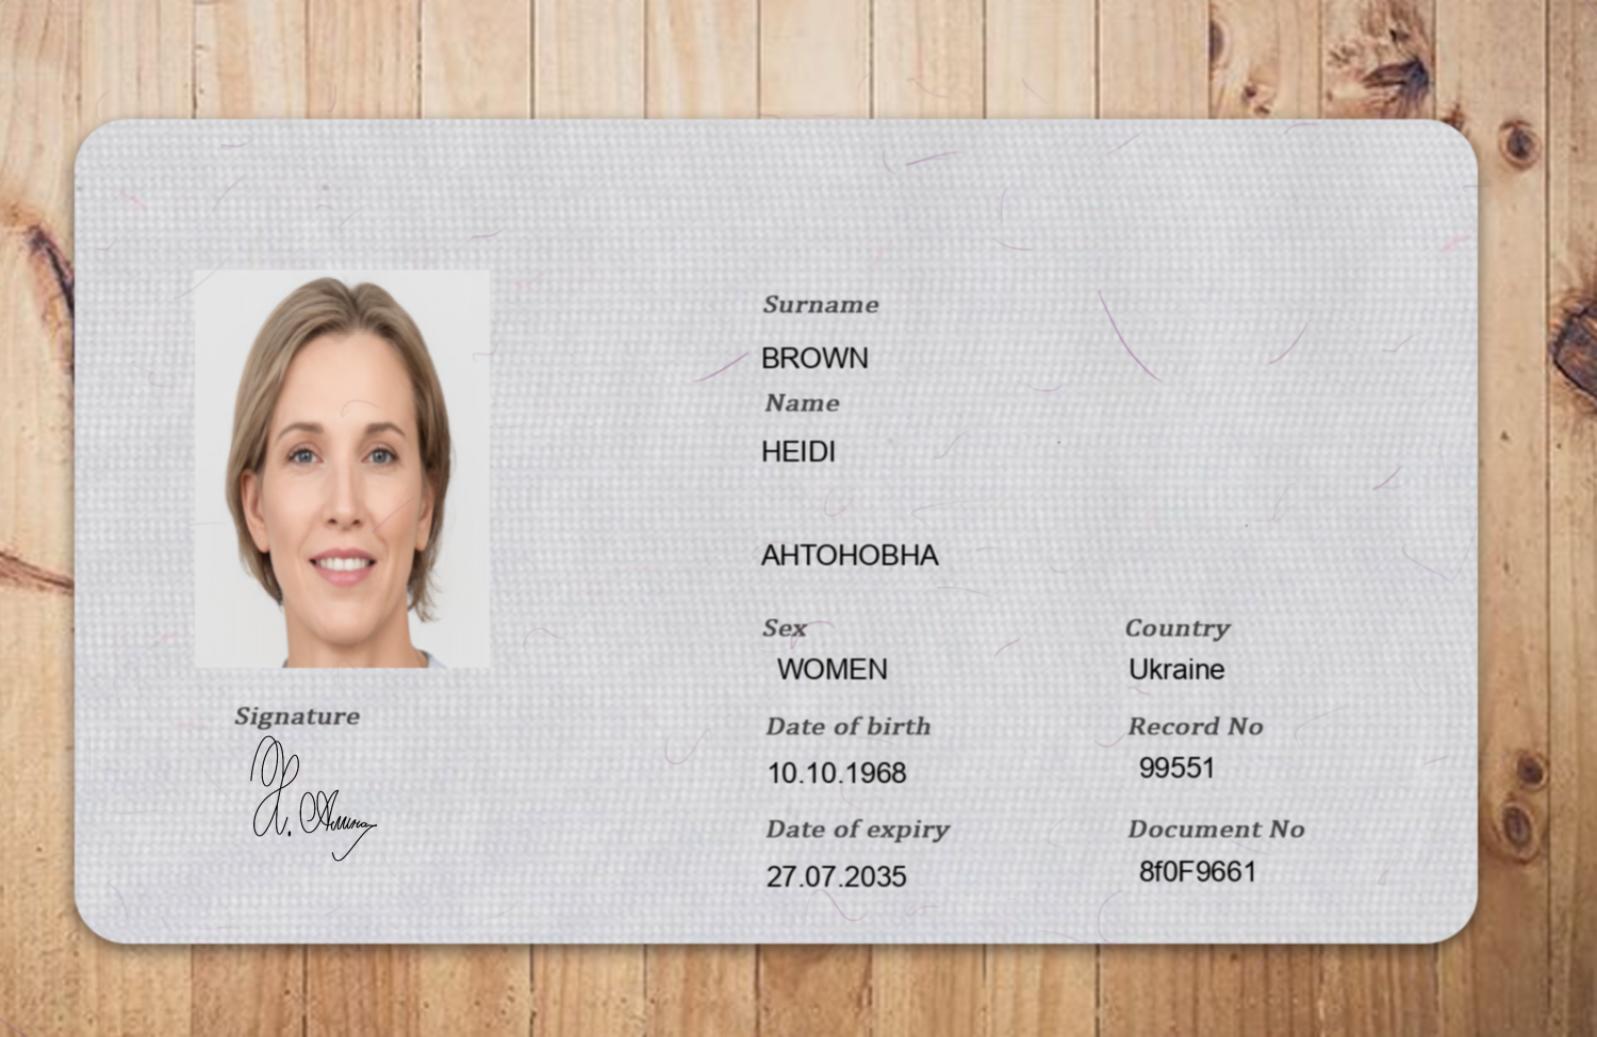 Surname
BROWN
Name
HEIDI
АНТОНОВНА
Sex
WOMEN
Country
Ukraine
Date of birth
10.10.1968
Record No
99551
Date of expiry
27.07.2035
Document No
8f0F9661
Signature